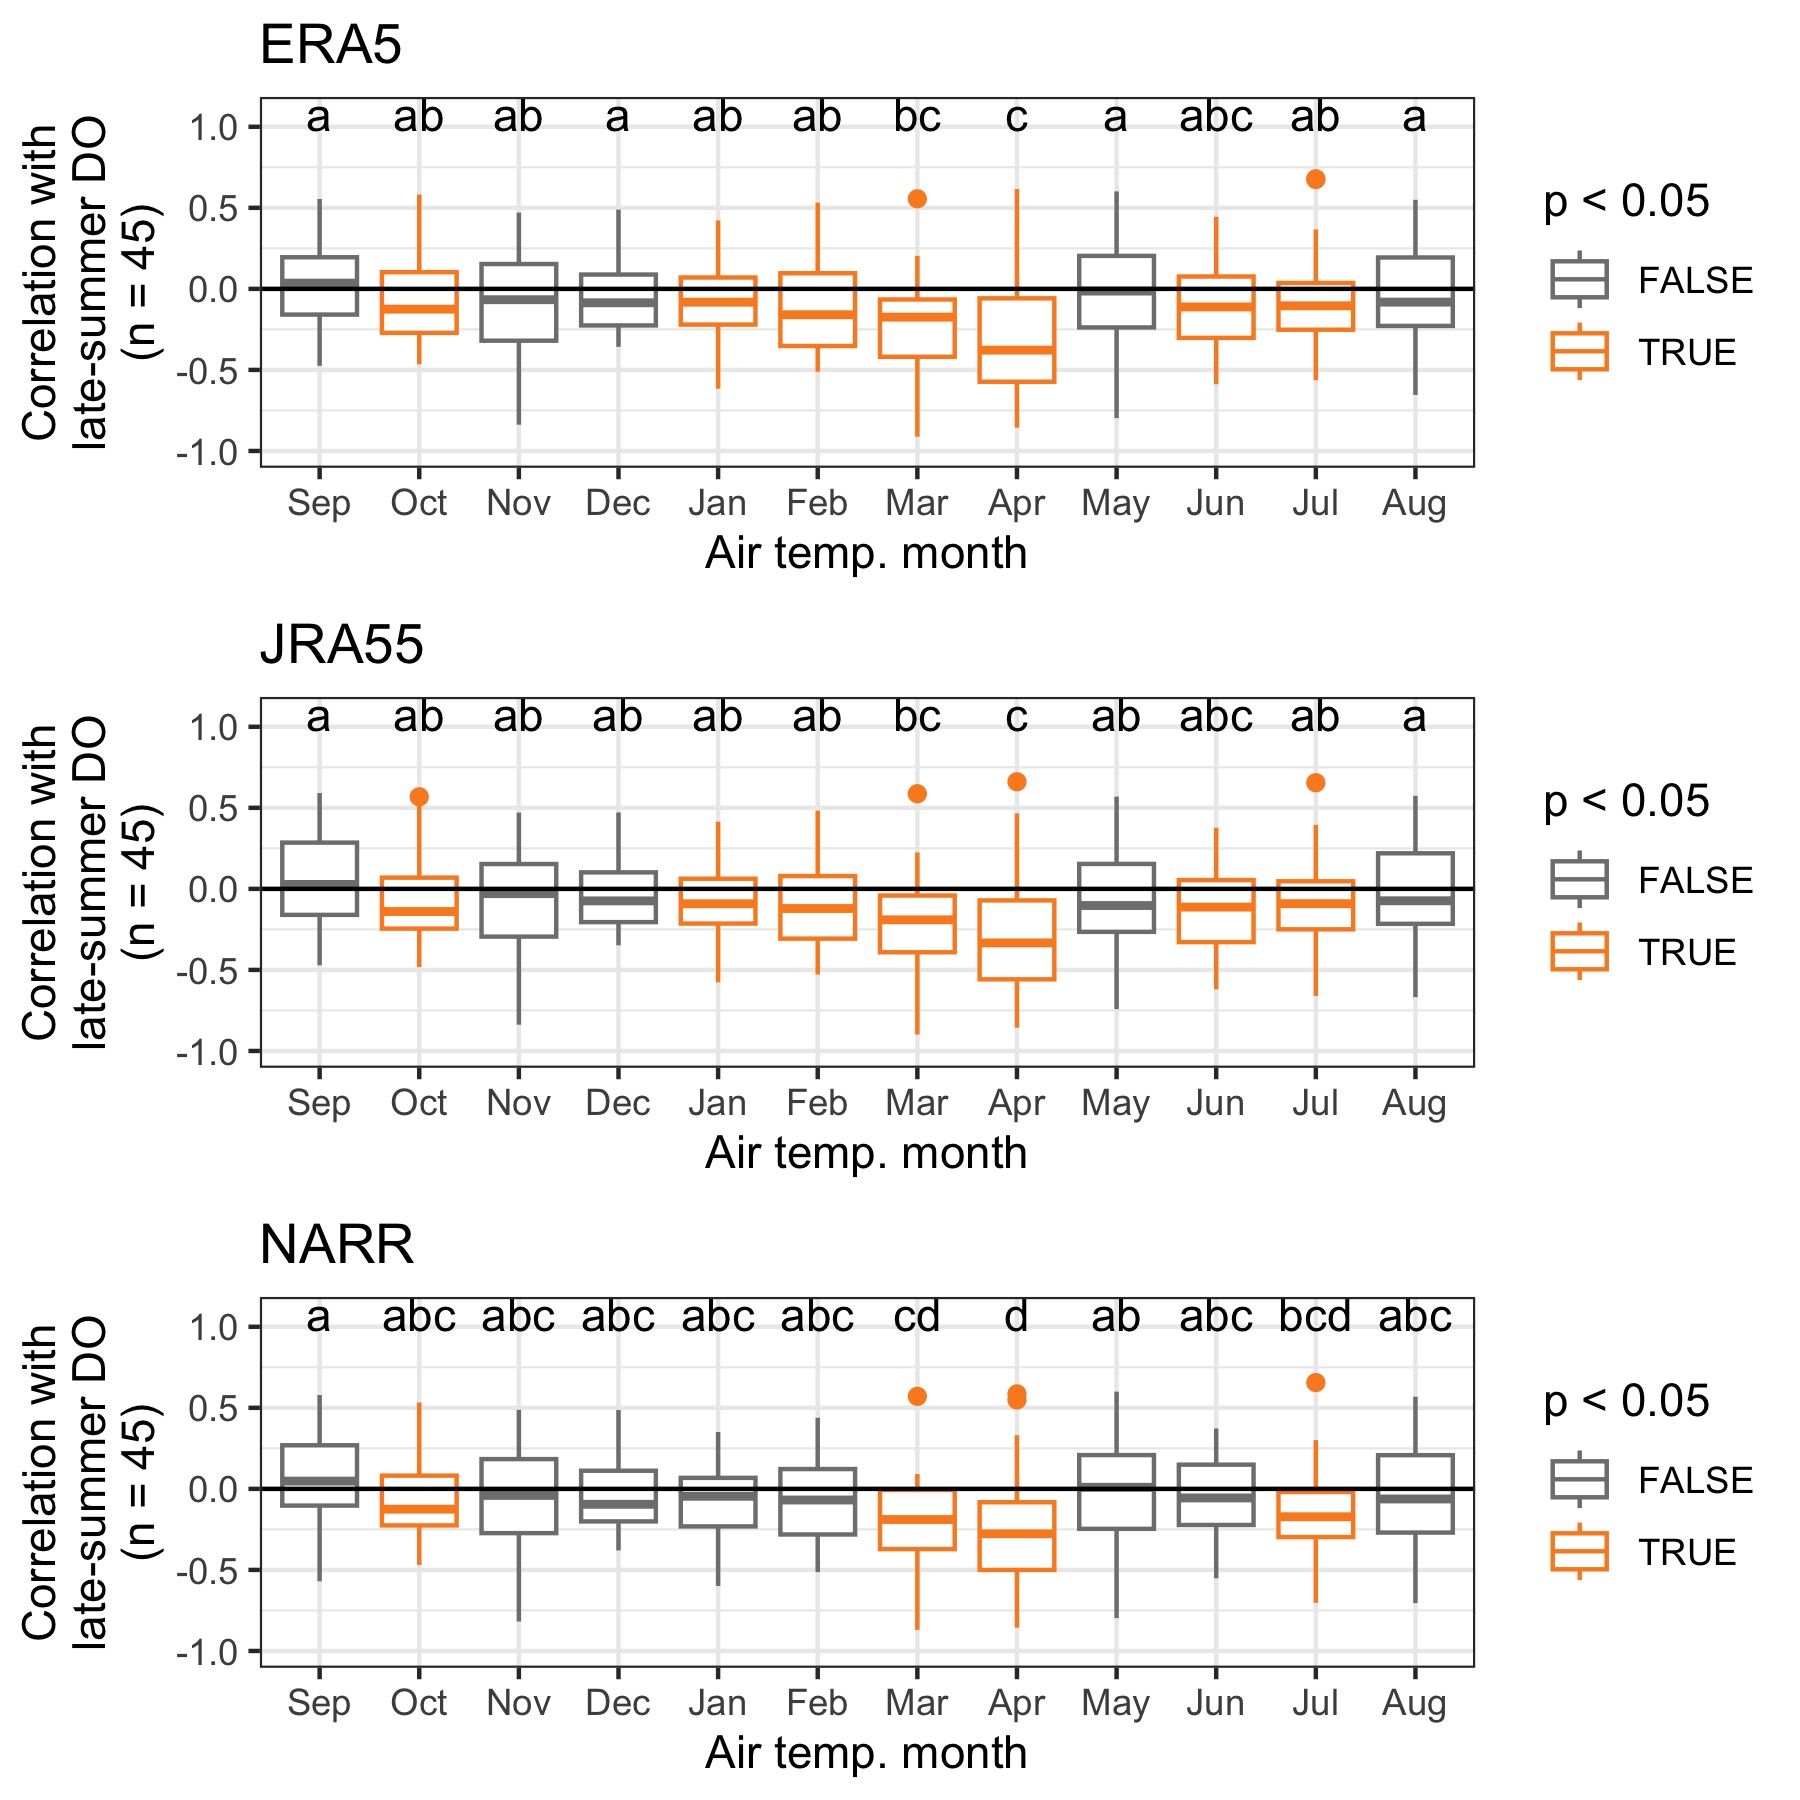 ERA5
Correlation with
late-summer DO
(n = 45)
1.0
0.5
0.0
-0.5
-1.0
a ab ab a ab ab bc c a abc ab a
Sep Oct Nov Dec Jan Feb Mar Apr May Jun Jul Aug
Air temp. month
p < 0.05
FALSE
TRUE
JRA55
Correlation with
late-summer DO
(n = 45)
1.0
0.5
0.0
-0.5
-1.0
a ab ab ab ab ab bc c ab abc ab a
Sep Oct Nov Dec Jan Feb Mar Apr May Jun Jul Aug
Air temp. month
p < 0.05
FALSE
TRUE
NARR
Correlation with
late-summer DO
(n = 45)
1.0
0.5
0.0
-0.5
-1.0
a abc abc abc abc abc cd d ab abc bcd abc
Sep Oct Nov Dec Jan Feb Mar Apr May Jun Jul Aug
Air temp. month
p < 0.05
FALSE
TRUE